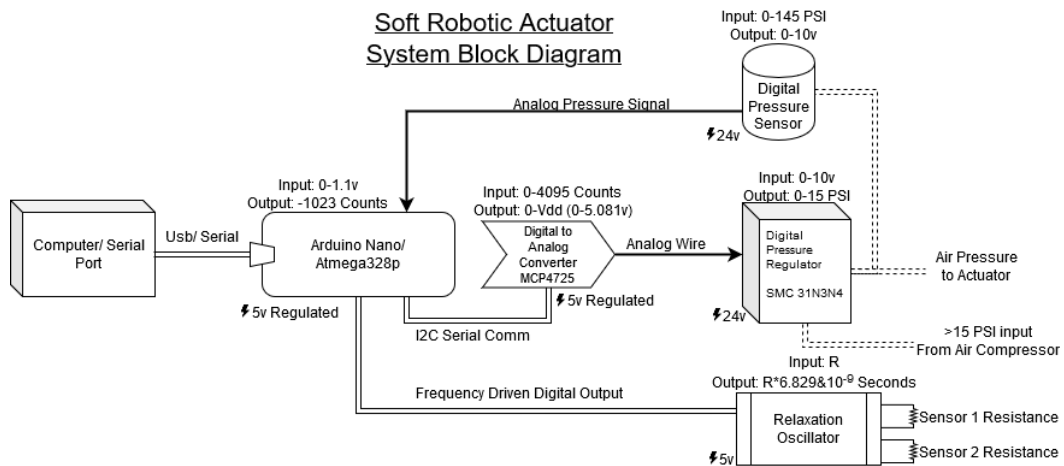 Soft Robotic Actuator
System Block Diagram
Input: 0-145 PSI
Output: 0-10v
Digital
Pressure
Sensor
24v
Analog Pressure Signal
Input: 0-1.1v
Output: -1023 Counts
Arduino Nano/
Atmega328p
5v Regulated
Computer/ Serial
Port
Usb/ Serial
Input: 0-4095 Counts
Output: 0-Vdd (0-5.081v)
Digital to
Analog
Converter
MCP4725
5v Regulated
I2C Serial Comm
Analog Wire
Input: 0-10v
Output: 0-15 PSI
Digital
Pressure
Regulator
SMC 31N3N4
24v
Air Pressure
to Actuator
>15 PSI input
From Air Compressor
Frequency Driven Digital Output
Input: R
Output: R*6.829&10⁻⁹ Seconds
Relaxation
Oscillator
5v
Sensor 1 Resistance
Sensor 2 Resistance